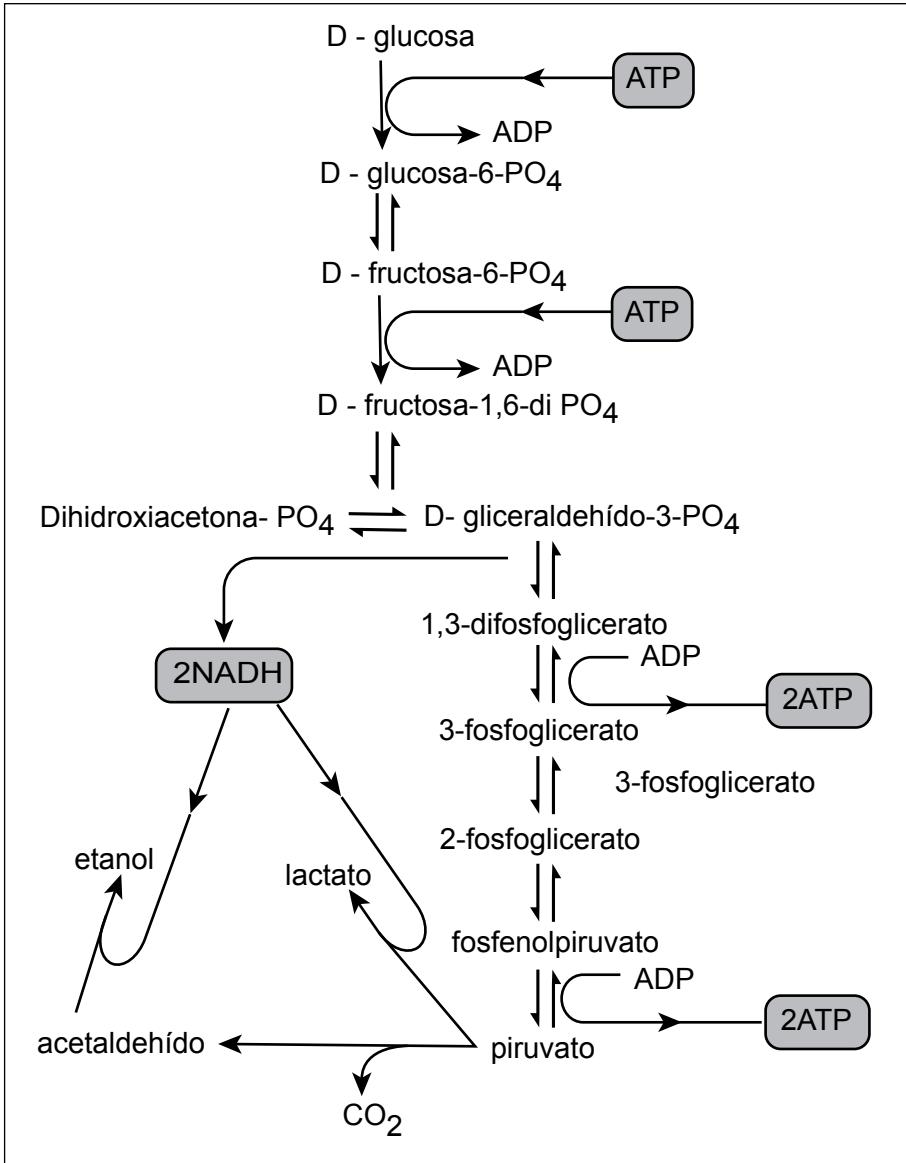 D - glucosa
ATP
ADP
D - glucosa-6-PO4
D - fructosa-6-PO4
ATP
ADP
D - fructosa-1,6-di PO4
Dihidroxiacetona- PO4
D- gliceraldehído-3-PO4
1,3-difosfoglicerato
ADP
2NADH
2ATP
3-fosfoglicerato
3-fosfoglicerato
2-fosfoglicerato
etanol
lactato
fosfenolpiruvato
ADP
2ATP
acetaldehído
piruvato
CO2